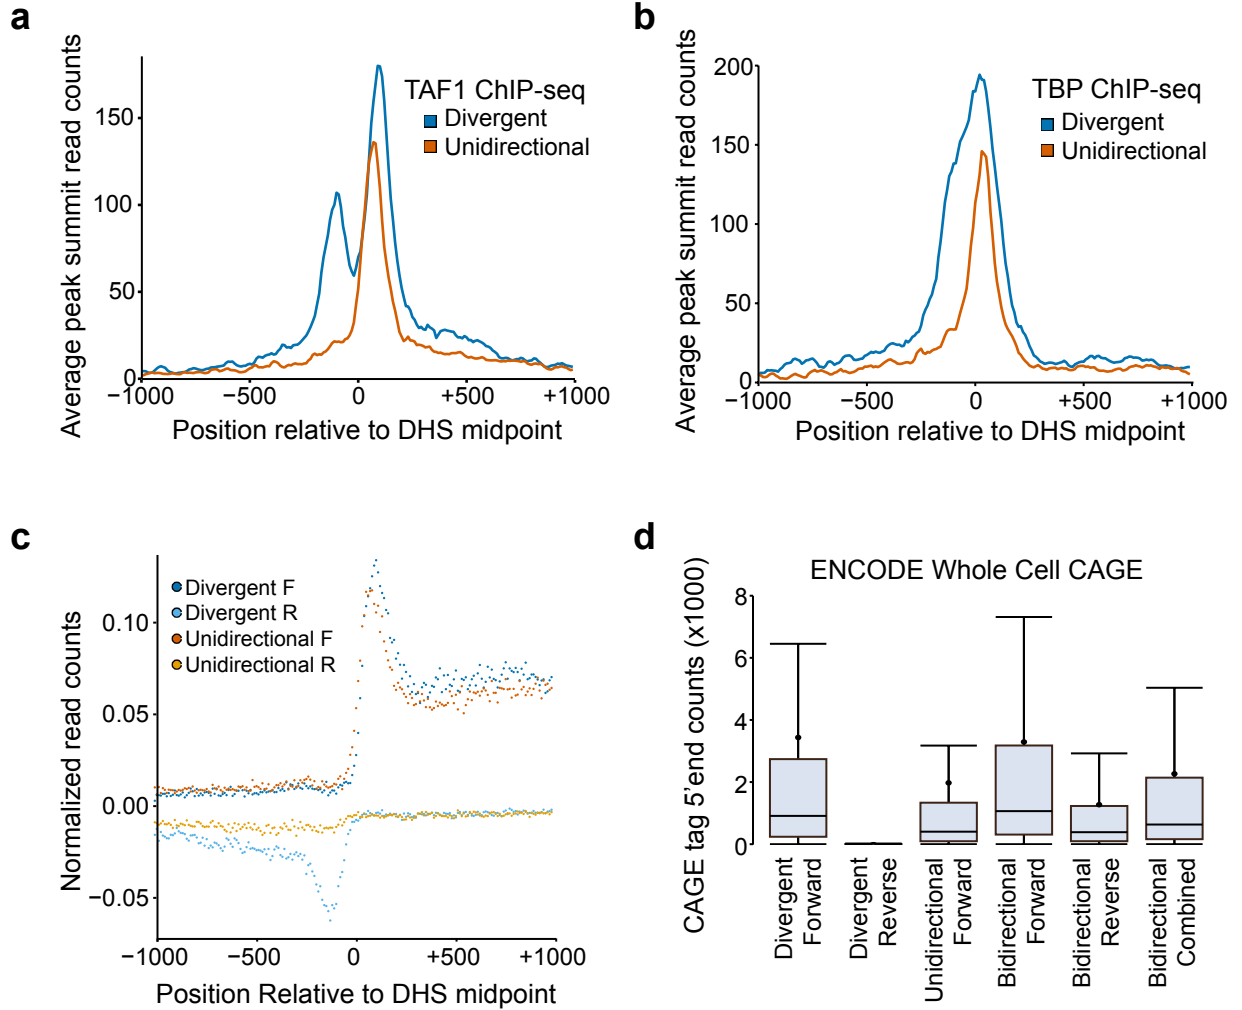 a
Average peak summit read counts
150
100
50
0
TAF1 ChIP-seq
Divergent
Unidirectional
−1000
−500
0
+500
+1000
Position relative to DHS midpoint
b
Average peak summit read counts
200
150
100
50
0
TBP ChIP-seq
Divergent
Unidirectional
−1000
−500
0
+500
+1000
Position relative to DHS midpoint
c
Normalized read counts
0.10
0.05
0.00
−0.05
Divergent F
Divergent R
Unidirectional F
Unidirectional R
−1000
−500
0
+500
+1000
Position Relative to DHS midpoint
d
ENCODE Whole Cell CAGE
CAGE tag 5'end counts (x1000)
8
6
4
2
0
Divergent
Forward
Divergent
Reverse
Unidirectional
Forward
Bidirectional
Forward
Bidirectional
Reverse
Bidirectional
Combined